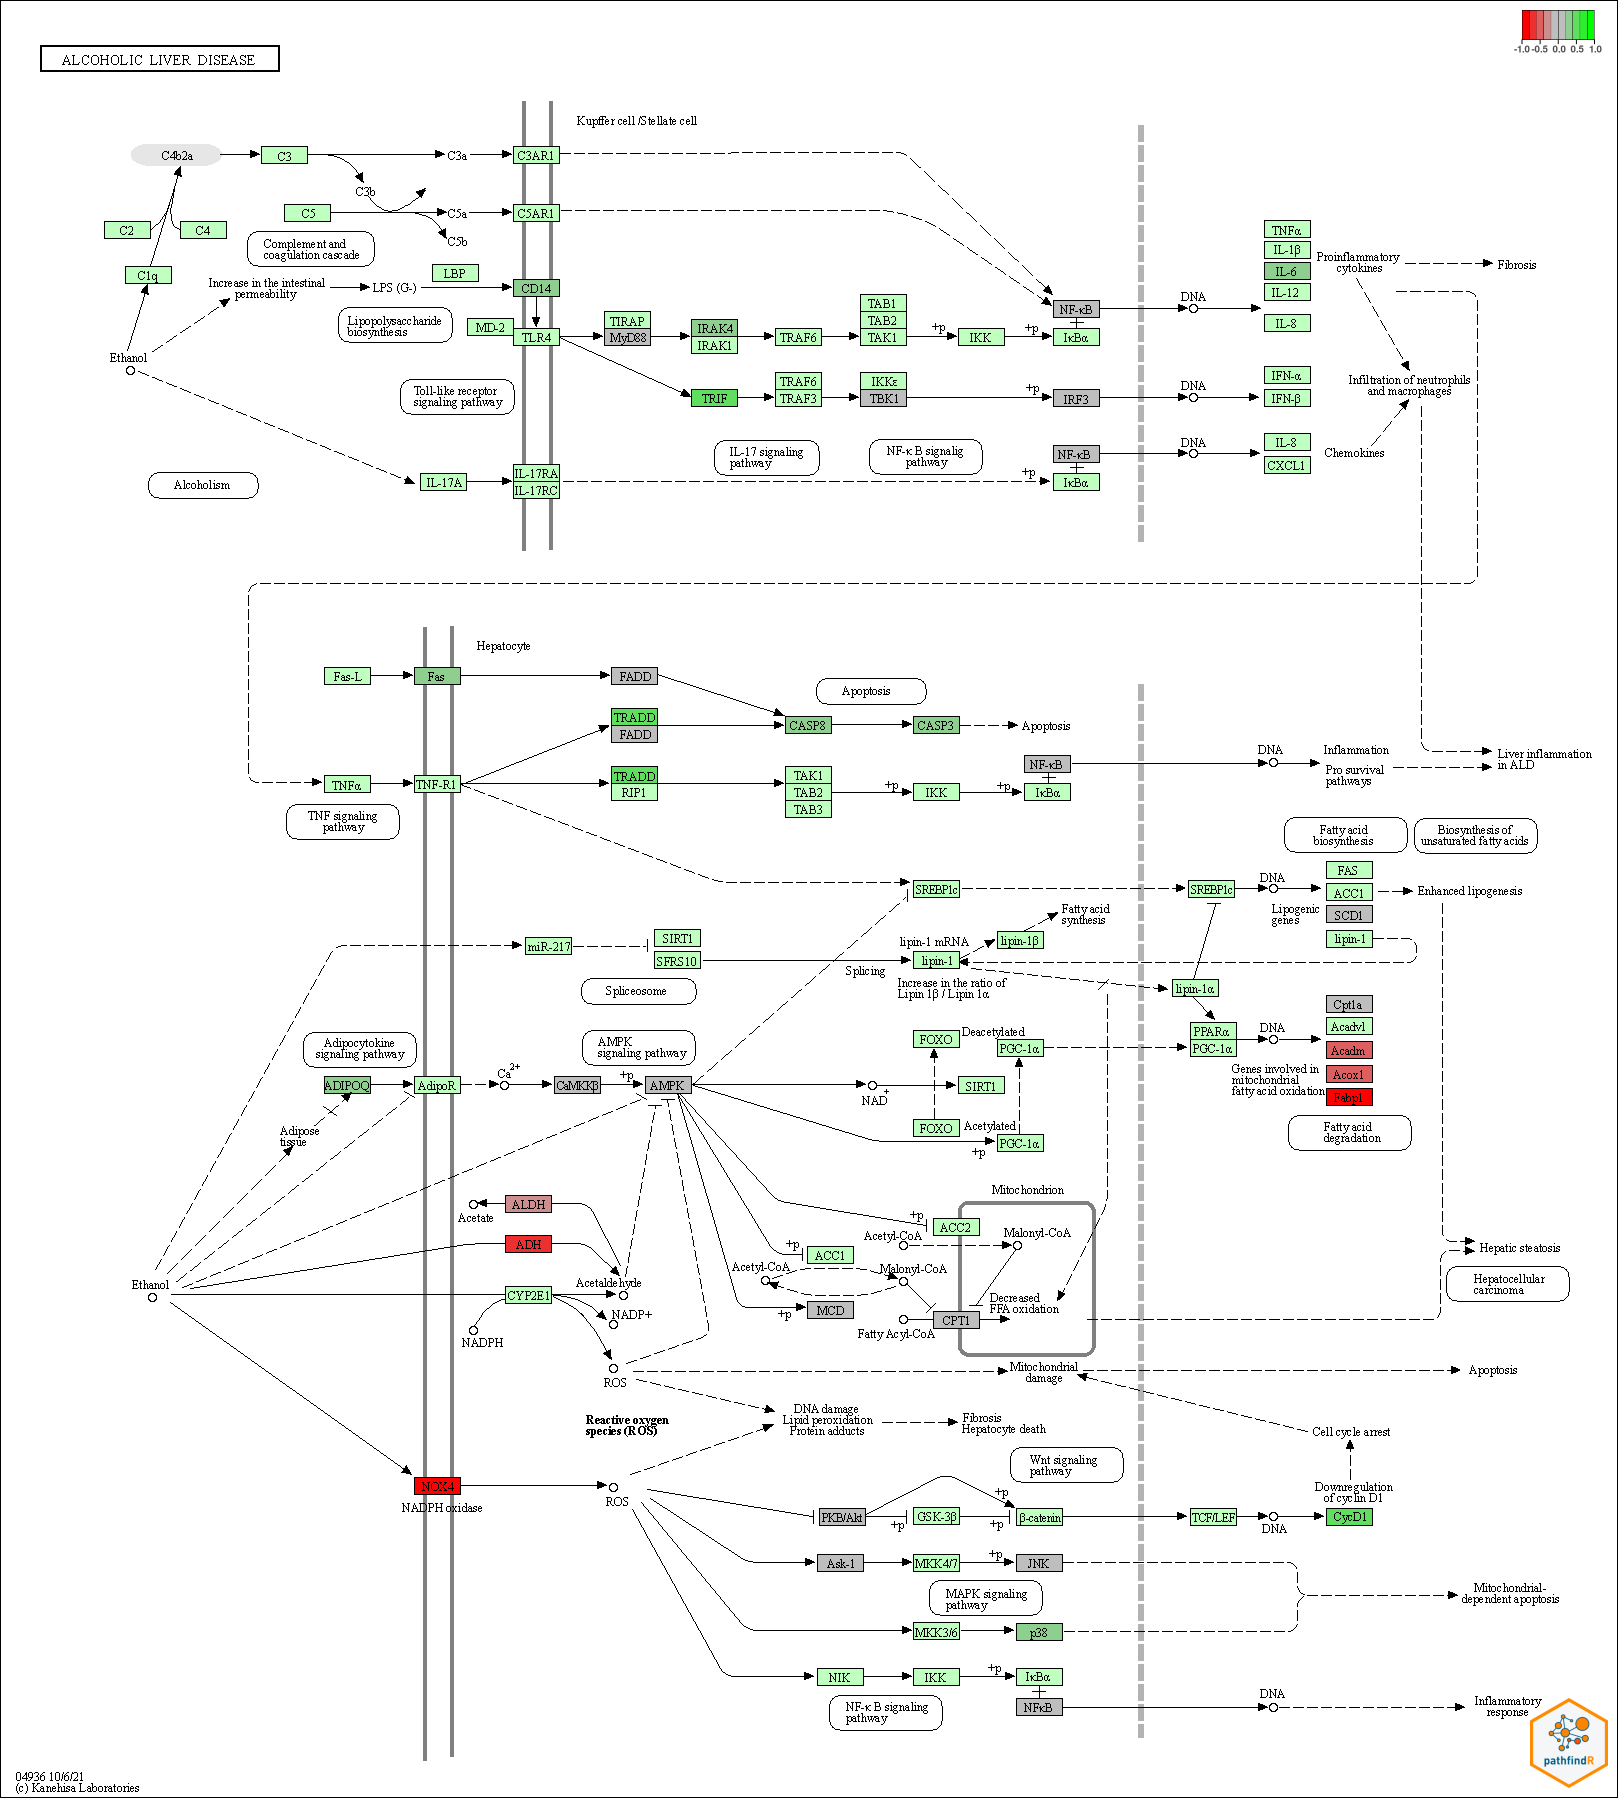 -1.0 -0.5 0.0 0.5 1.0
ALCOHOLIC LIVER DISEASE
Kupffer cell /Stellate cell
C4b2a
C3
C3a
C3AR1
C3b
C5
C5a
C5AR1
C2
C4
C5b
Complement and
coagulation cascade
C1q
LBP
Increase in the intestinal
permeability
LPS (G-)
CD14
Lipopolysaccharide
biosynthesis
MD-2
TLR4
TIRAP
MyD88
IRAK4
IRAK1
TRAF6
TAB1
TAB2
TAK1
+p
IKK
+p
NF-κB
IκBα
DNA
TNFα
IL-1β
IL-6
IL-12
IL-8
Proinflammatory
cytokines
Fibrosis
Ethanol
Toll-like receptor
signaling pathway
TRIF
TRAF6
TRAF3
IKKε
TBK1
+p
IRF3
DNA
IFN-α
IFN-β
Infiltration of neutrophils
and macrophages
IL-17 signaling
pathway
NF-κ B signalig
pathway
NF-κB
IκBα
DNA
IL-8
CXCL1
Chemokines
Alcoholism
IL-17A
IL-17RA
IL-17RC
+p
Hepatocyte
Fas-L
Fas
FADD
Apoptosis
TRADD
FADD
CASP8
CASP3
Apoptosis
TNFα
TNF-R1
TRADD
RIP1
TAK1
TAB2
TAB3
+p
IKK
+p
NF-κB
IκBα
DNA
Inflammation
Pro survival
pathways
Liver inflammation
in ALD
TNF signaling
pathway
Fatty acid
biosynthesis
Biosynthesis of
unsaturated fatty acids
SREBP1c
SREBP1c
DNA
FAS
ACC1
SCD1
lipin-1
Lipogenic
genes
Enhanced lipogenesis
miR-217
SIRT1
SFRS10
Splicing
lipin-1 mRNA
lipin-1
lipin-1β
Fatty acid
synthesis
Increase in the ratio of
Lipin 1β / Lipin 1α
lipin-1α
Spliceosome
Adipocytokine
signaling pathway
AMPK
signaling pathway
FOXO
Deacetylated
PGC-1α
PPARα
PGC-1α
DNA
Cpt1a
Acadvl
Acadm
Acox1
Fabp1
Genes involved in
mitochondrial
fatty acid oxidation
Fatty acid
degradation
ADIPOQ
AdipoR
Ca2+
CaMKKβ
+p
AMPK
NAD+
SIRT1
FOXO
Acetylated
PGC-1α
+p
Adipose
tissue
Mitochondrion
ALDH
Acetate
ADH
Acetaldehyde
+p
ACC2
Acetyl-CoA
Malonyl-CoA
+p
ACC1
Acetyl-CoA
Malonyl-CoA
Decreased
FFA oxidation
+p
MCD
CPT1
Fatty Acyl-CoA
Hepatic steatosis
Hepatocellular
carcinoma
Ethanol
CYP2E1
NADP+
NADPH
ROS
Mitochondrial
damage
Apoptosis
Reactive oxygen
species (ROS)
DNA damage
Lipid peroxidation
Protein adducts
Fibrosis
Hepatocyte death
Cell cycle arrest
Wnt signaling
pathway
Downregulation
of cyclin D1
NOX4
NADPH oxidase
ROS
PKB/Akt
+p
GSK-3β
+p
+p
β-catenin
TCF/LEF
DNA
CycD1
Ask-1
MKK4/7
+p
JNK
MAPK signaling
pathway
Mitochondrial-
dependent apoptosis
MKK3/6
p38
NIK
IKK
+p
IκBα
NFκB
NF-κ B signaling
pathway
DNA
Inflammatory
response
pathfindR
04936 10/6/21
(c) Kanehisa Laboratories